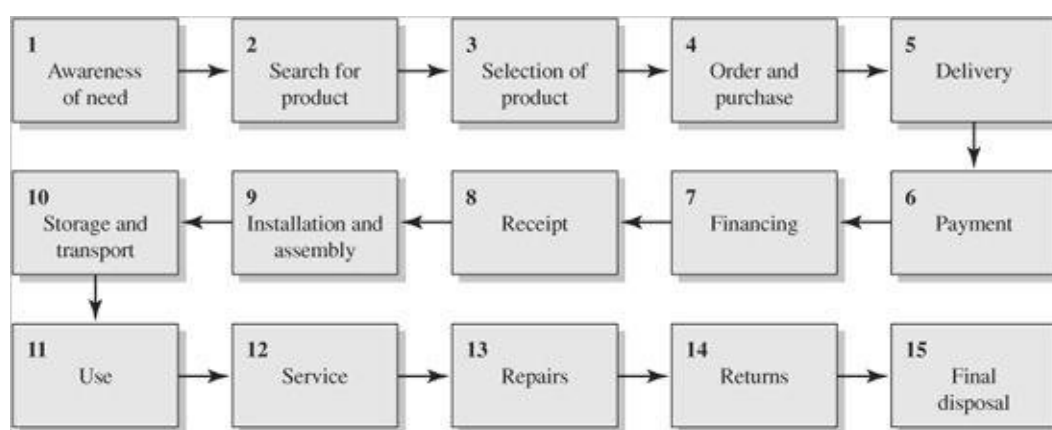 1
Awareness
of need
2
Search for
product
3
Selection of
product
4
Order and
purchase
5
Delivery
6
Payment
7
Financing
8
Receipt
9
Installation and
assembly
10
Storage and
transport
11
Use
12
Service
13
Repairs
14
Returns
15
Final
disposal